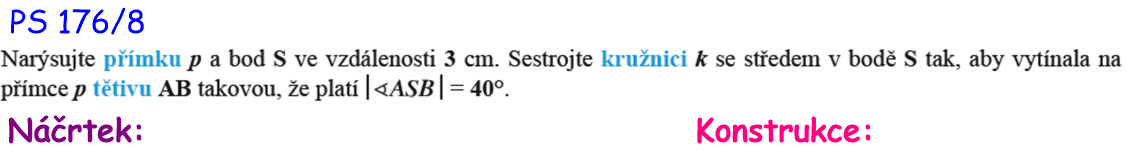 PS 176/8
Narýsujte přímku p a bod S ve vzdálenosti 3 cm. Sestrojte kružnici k se středem v bodě S tak, aby vytínala na
přímce p tětivu AB takovou, že platí |∢ASB| = 40°.
Náčrtek: Konstrukce: